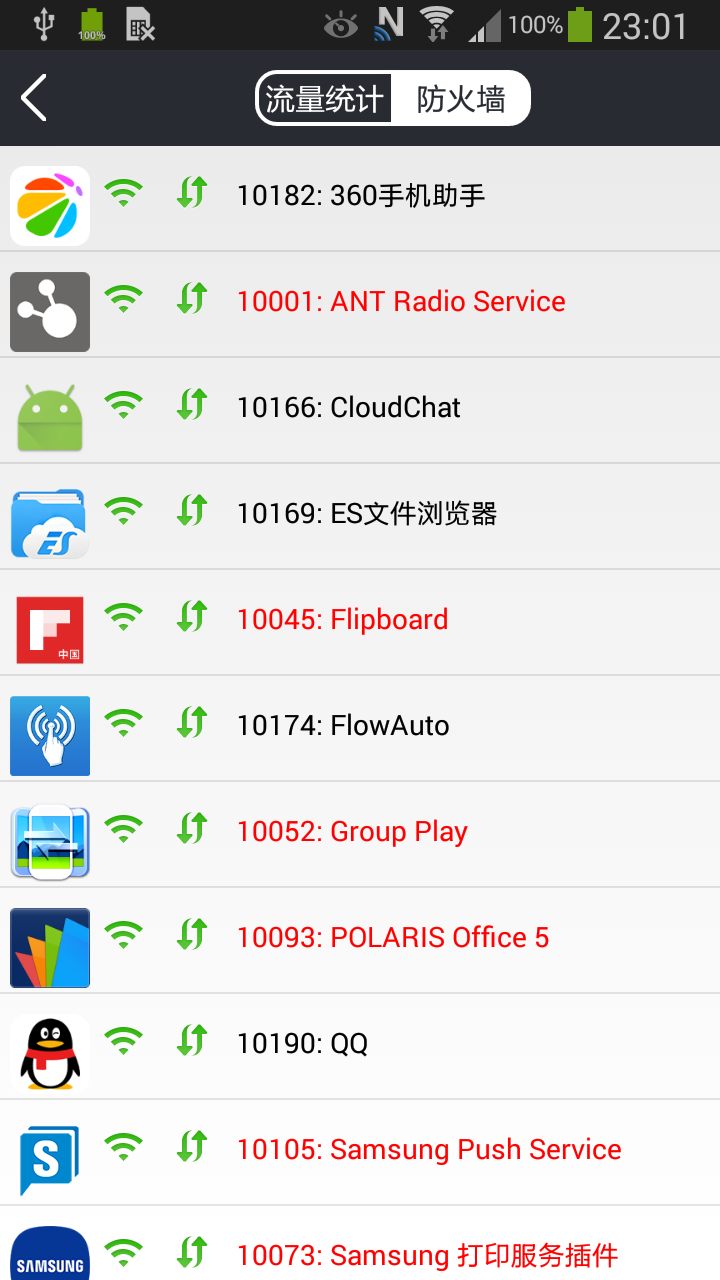 100%
100%
23:01
流量统计
防火墙
10182: 360手机助手
10001: ANT Radio Service
10166: CloudChat
ES
10169: ES文件浏览器
中国
10045: Flipboard
10174: FlowAuto
10052: Group Play
10093: POLARIS Office 5
10190: QQ
S
10105: Samsung Push Service
SAMSUNG
10073: Samsung 打印服务插件